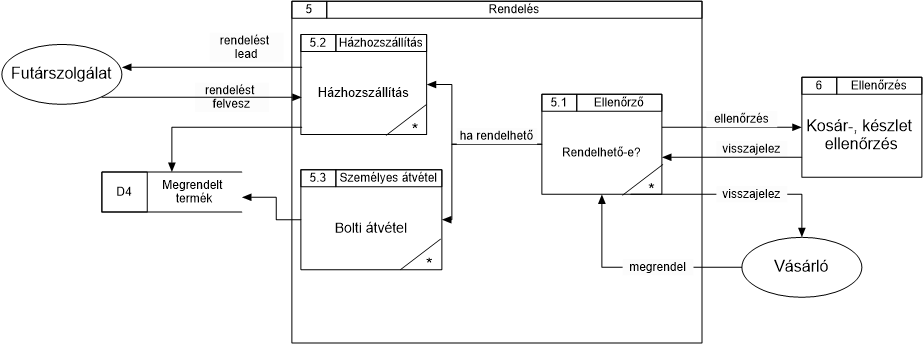 5 Rendelés
5.2 Házhozszállítás
Házhozszállítás
*
rendelést
lead
Futárszolgálat
rendelést
felvesz
D4 Megrendelt
termék
5.3 Személyes átvétel
Bolti átvétel
*
ha rendelhető
5.1 Ellenőrző
Rendelhető-e?
*
ellenőrzés
visszajelez
6 Ellenőrzés
Kosár-, készlet
ellenőrzés
visszajelez
megrendel
Vásárló